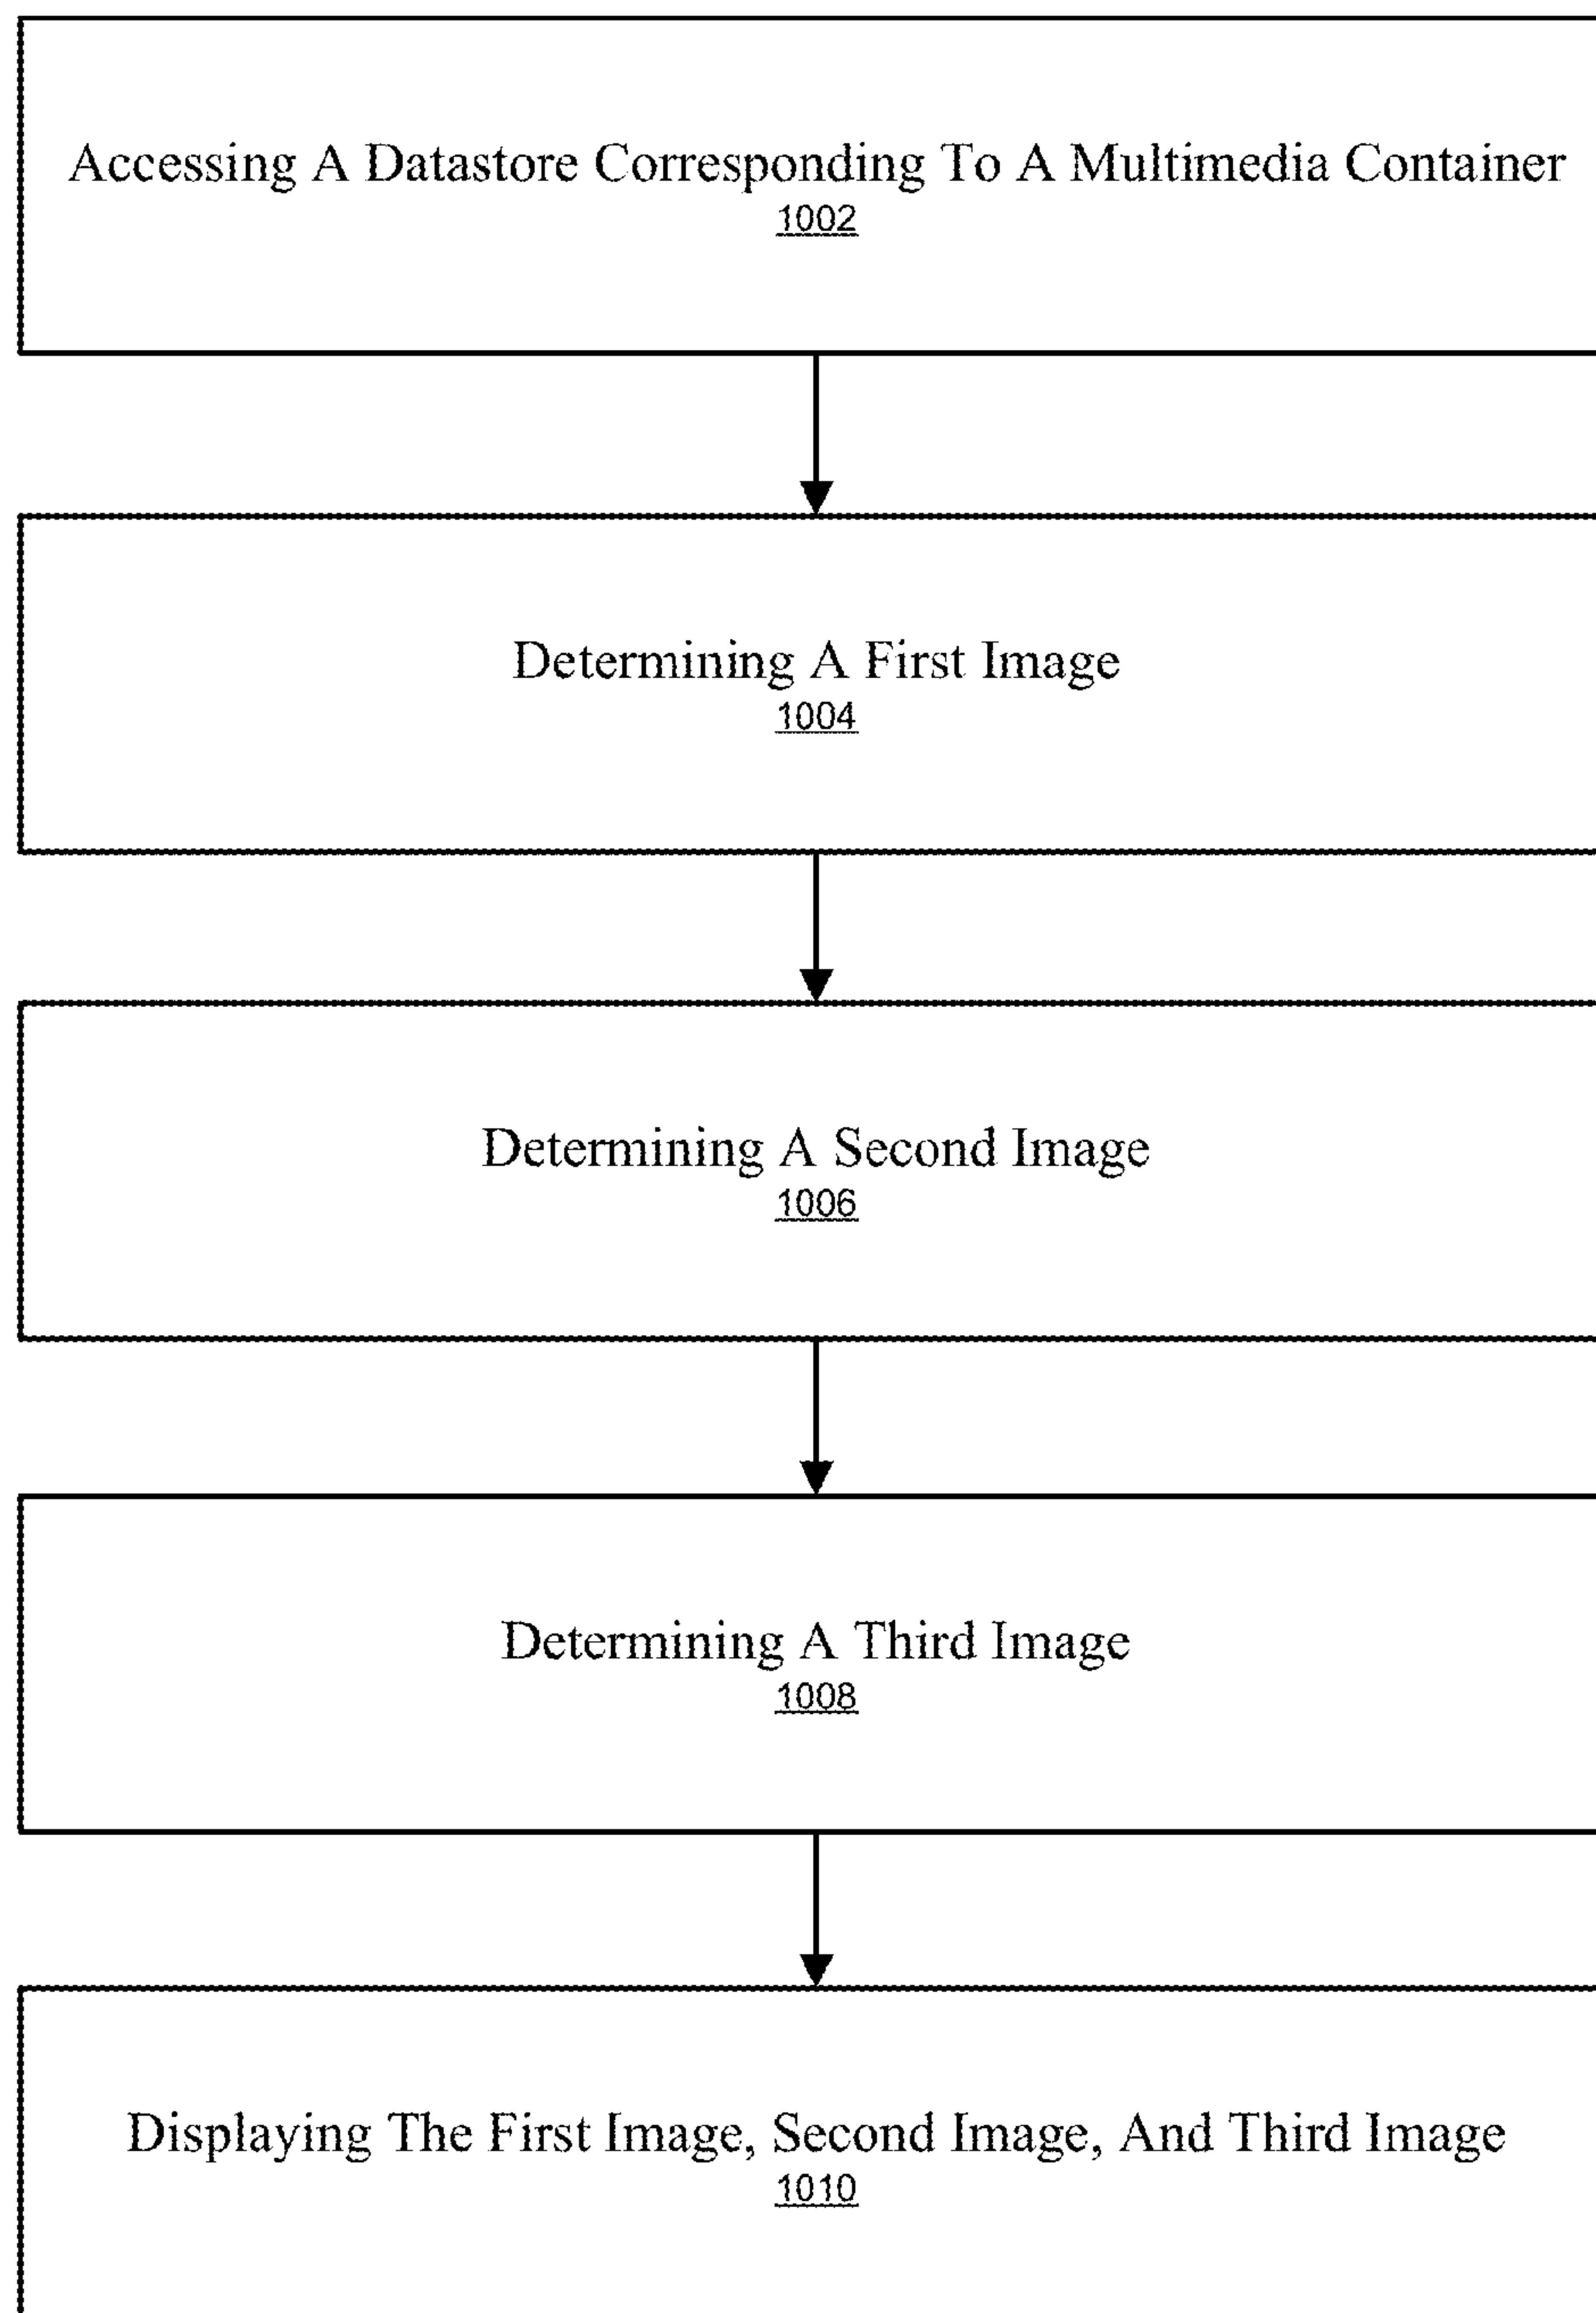 Accessing A Datastore Corresponding To A Multimedia Container
1002
Determining A First Image
1004
Determining A Second Image
1006
Determining A Third Image
1008
Displaying The First Image, Second Image, And Third Image
1010